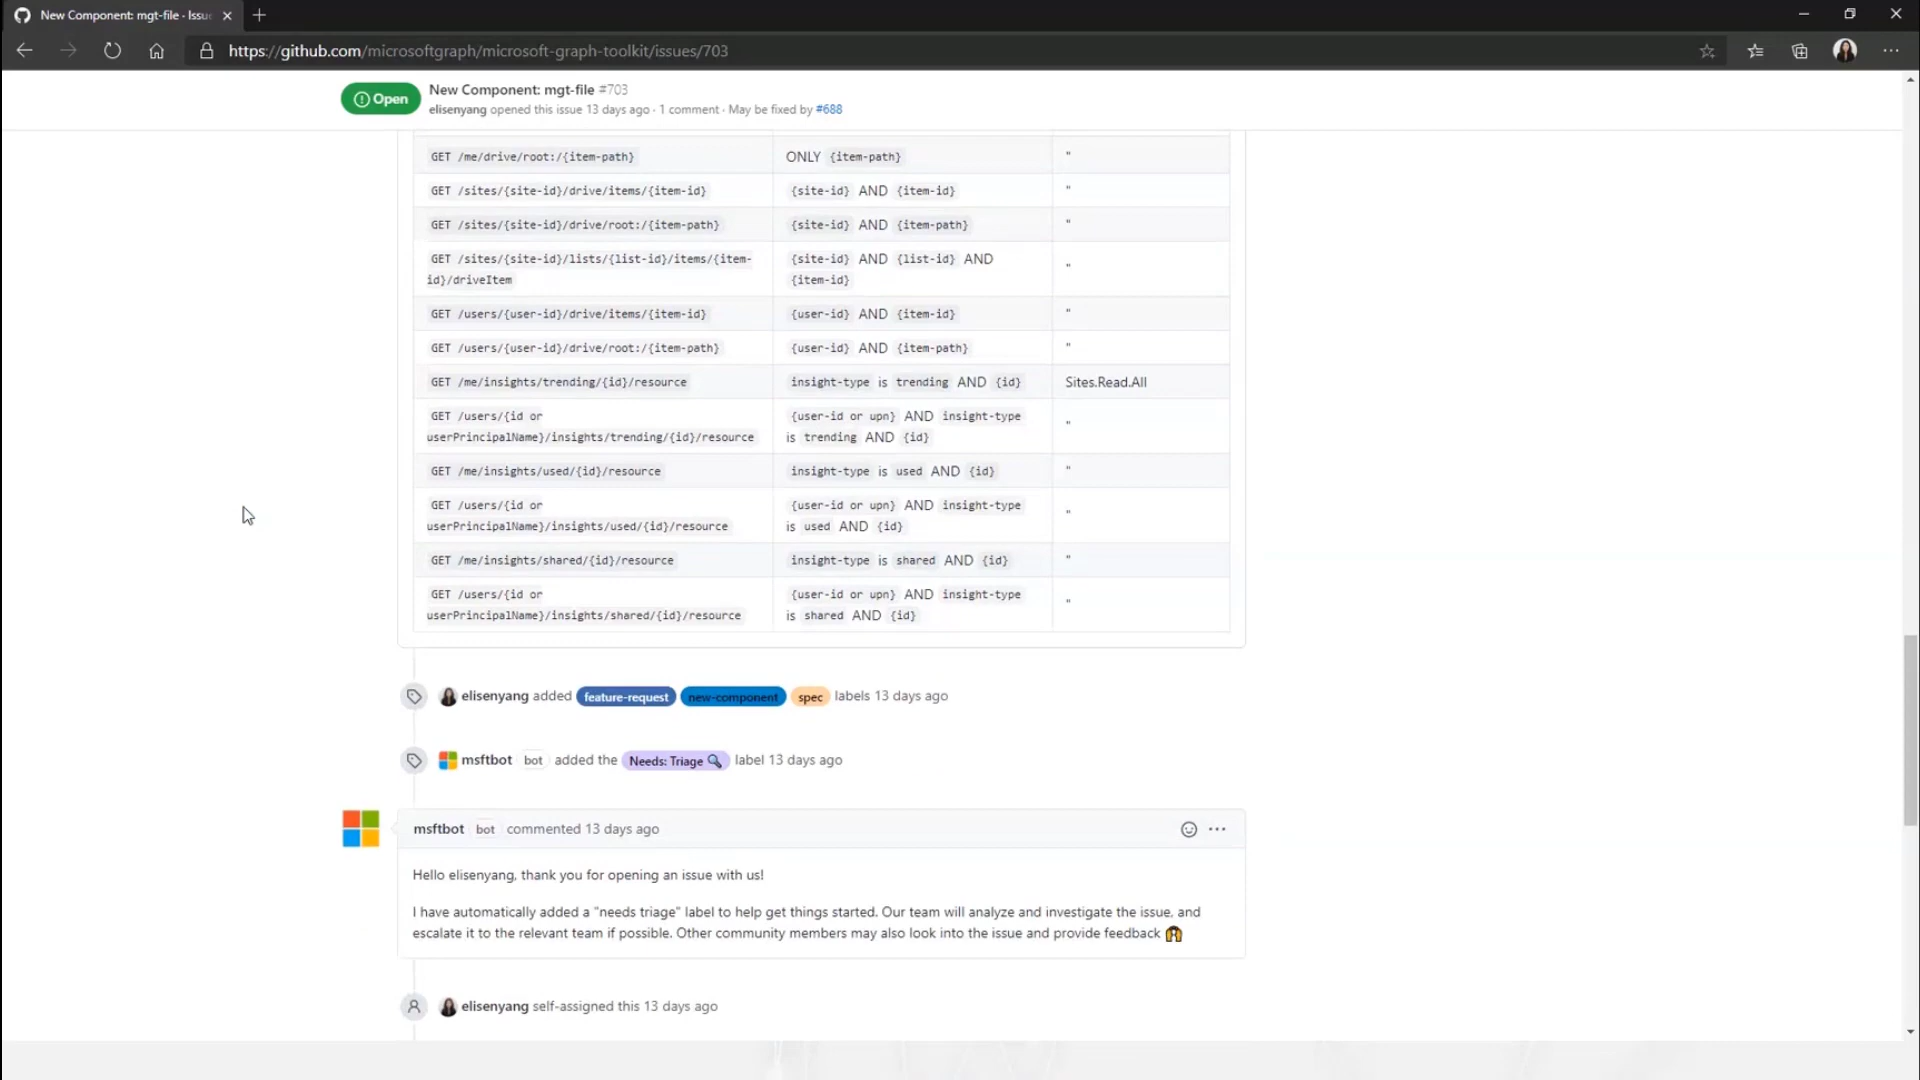 New Component: mgt-file · Issu
https://github.com/microsoftgraph/microsoft-graph-toolkit/issues/703
Open
New Component: mgt-file #703
elisenyang opened this issue 13 days ago · 1 comment · May be fixed by #688
GET /me/drive/root:/{item-path} ONLY {item-path} "
GET /sites/{site-id}/drive/items/{item-id} {site-id} AND {item-id} "
GET /sites/{site-id}/drive/root:/{item-path} {site-id} AND {item-path} "
GET /sites/{site-id}/lists/{list-id}/items/{item- {site-id} AND {list-id} AND "
id}/driveItem {item-id}
GET /users/{user-id}/drive/items/{item-id} {user-id} AND {item-id} "
GET /users/{user-id}/drive/root:/{item-path} {user-id} AND {item-path} "
GET /me/insights/trending/{id}/resource insight-type is trending AND {id} Sites.Read.All
GET /users/{id or {user-id or upn} AND insight-type "
userPrincipalName}/insights/trending/{id}/resource is trending AND {id}
GET /me/insights/used/{id}/resource insight-type is used AND {id} "
GET /users/{id or {user-id or upn} AND insight-type "
userPrincipalName}/insights/used/{id}/resource is used AND {id}
GET /me/insights/shared/{id}/resource insight-type is shared AND {id} "
GET /users/{id or {user-id or upn} AND insight-type "
userPrincipalName}/insights/shared/{id}/resource is shared AND {id}
elisenyang added feature-request new-component spec labels 13 days ago
msftbot bot added the Needs: Triage label 13 days ago
msftbot bot commented 13 days ago
Hello elisenyang, thank you for opening an issue with us!
I have automatically added a "needs triage" label to help get things started. Our team will analyze and investigate the issue, and
escalate it to the relevant team if possible. Other community members may also look into the issue and provide feedback
elisenyang self-assigned this 13 days ago